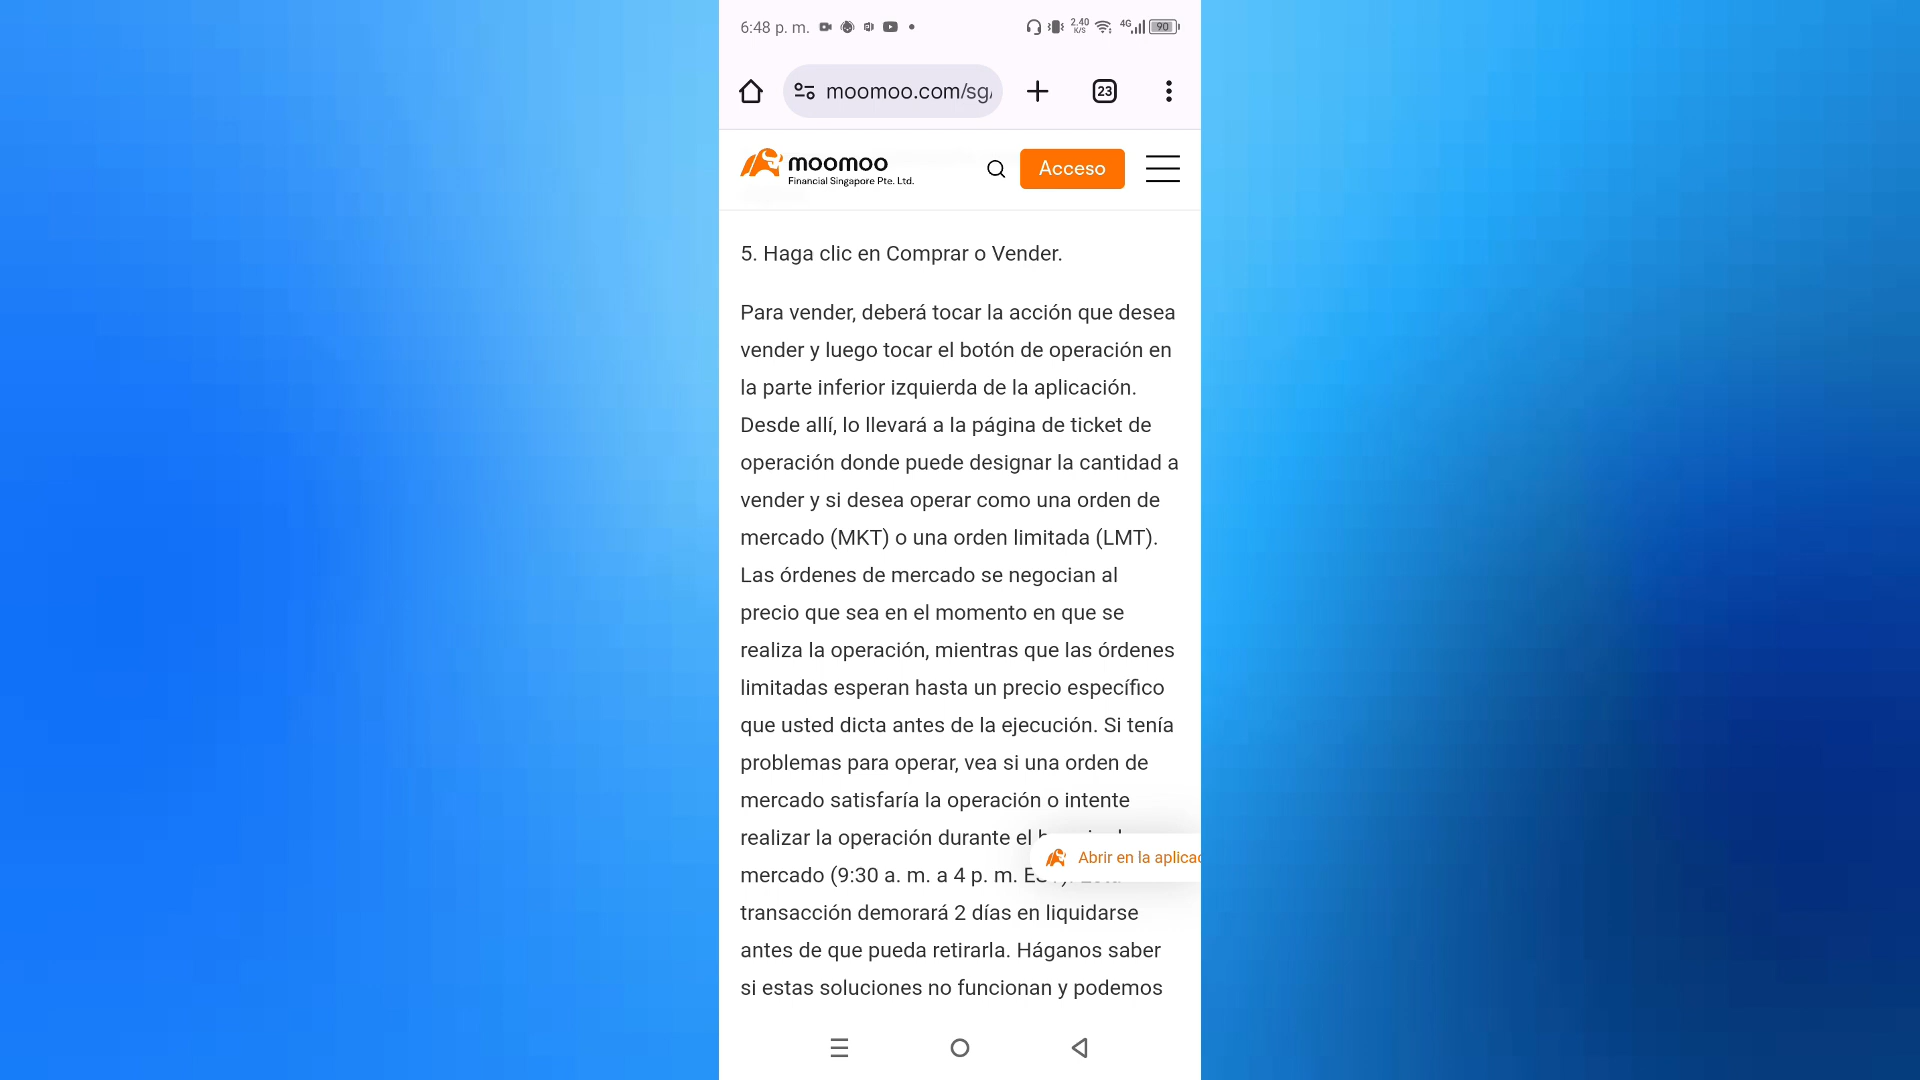 6:48 p. m.
2.40
K/S
4G
90
moomoo.com/sg/
23
moomoo
Financial Singapore Pte. Ltd.
Acceso
5. Haga clic en Comprar o Vender.
Para vender, deberá tocar la acción que desea
vender y luego tocar el botón de operación en
la parte inferior izquierda de la aplicación.
Desde allí, lo llevará a la página de ticket de
operación donde puede designar la cantidad a
vender y si desea operar como una orden de
mercado (MKT) o una orden limitada (LMT).
Las órdenes de mercado se negocian al
precio que sea en el momento en que se
realiza la operación, mientras que las órdenes
limitadas esperan hasta un precio específico
que usted dicta antes de la ejecución. Si tenía
problemas para operar, vea si una orden de
mercado satisfaría la operación o intente
realizar la operación durante el
mercado (9:30 a. m. a 4 p. m.
Abrir en la aplicac
transacción demorará 2 días en liquidarse
antes de que pueda retirarla. Háganos saber
si estas soluciones no funcionan y podemos